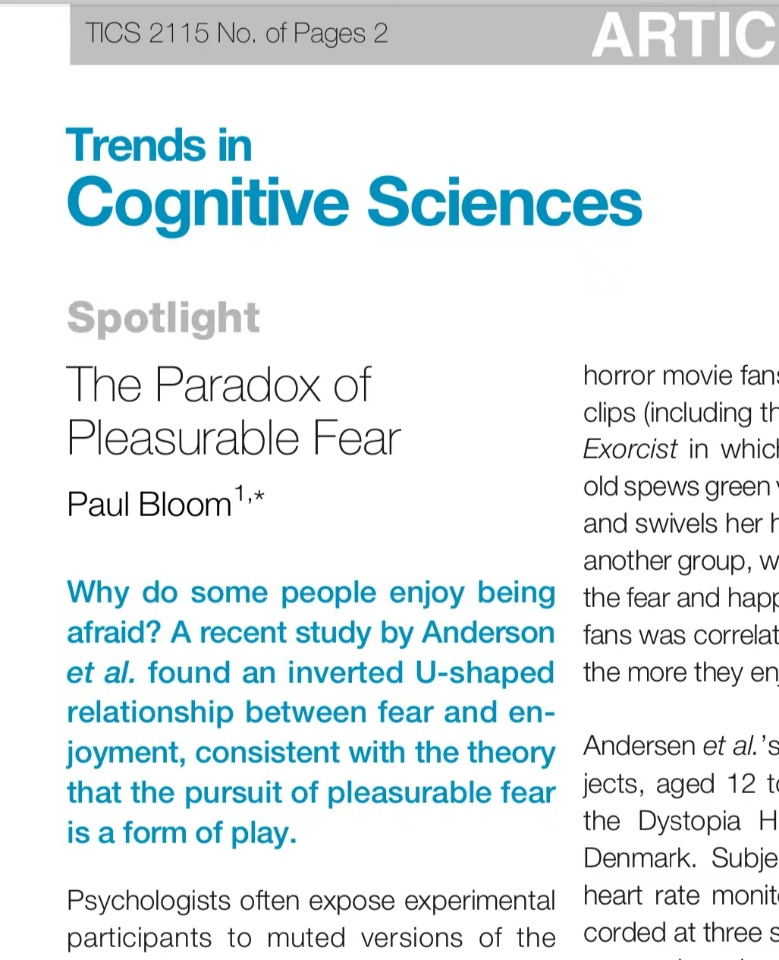 TICS 2115 No. of Pages 2
ARTIC
Trends in
Cognitive Sciences
Spotlight
The Paradox of
Pleasurable Fear
Paul Bloom1,*
Why do some people enjoy being
afraid? A recent study by Anderson
et al. found an inverted U-shaped
relationship between fear and en-
joyment, consistent with the theory
that the pursuit of pleasurable fear
is a form of play.
Psychologists often expose experimental
participants to muted versions of the
horror movie fans
clips (including th
Exorcist in which
old spews green
and swivels her h
another group, w
the fear and happ
fans was correlat
the more they en
Andersen et al.'s
jects, aged 12 to
the Dystopia H
Denmark. Subje
heart rate monit
corded at three s